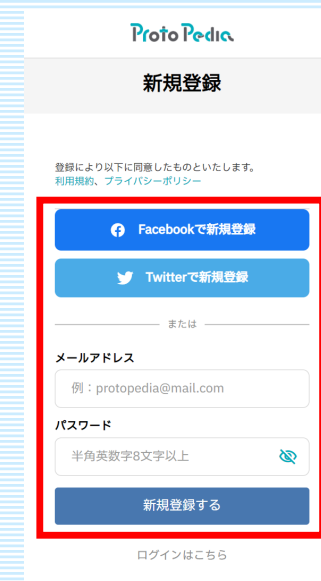 Proto Pedia
新規登録
登録により以下に同意したものといたします。
利用規約、プライバシーポリシー
Facebookで新規登録
Twitterで新規登録
または
メールアドレス
例：protopedia@mail.com
パスワード
半角英数字8文字以上
新規登録する
ログインはこちら